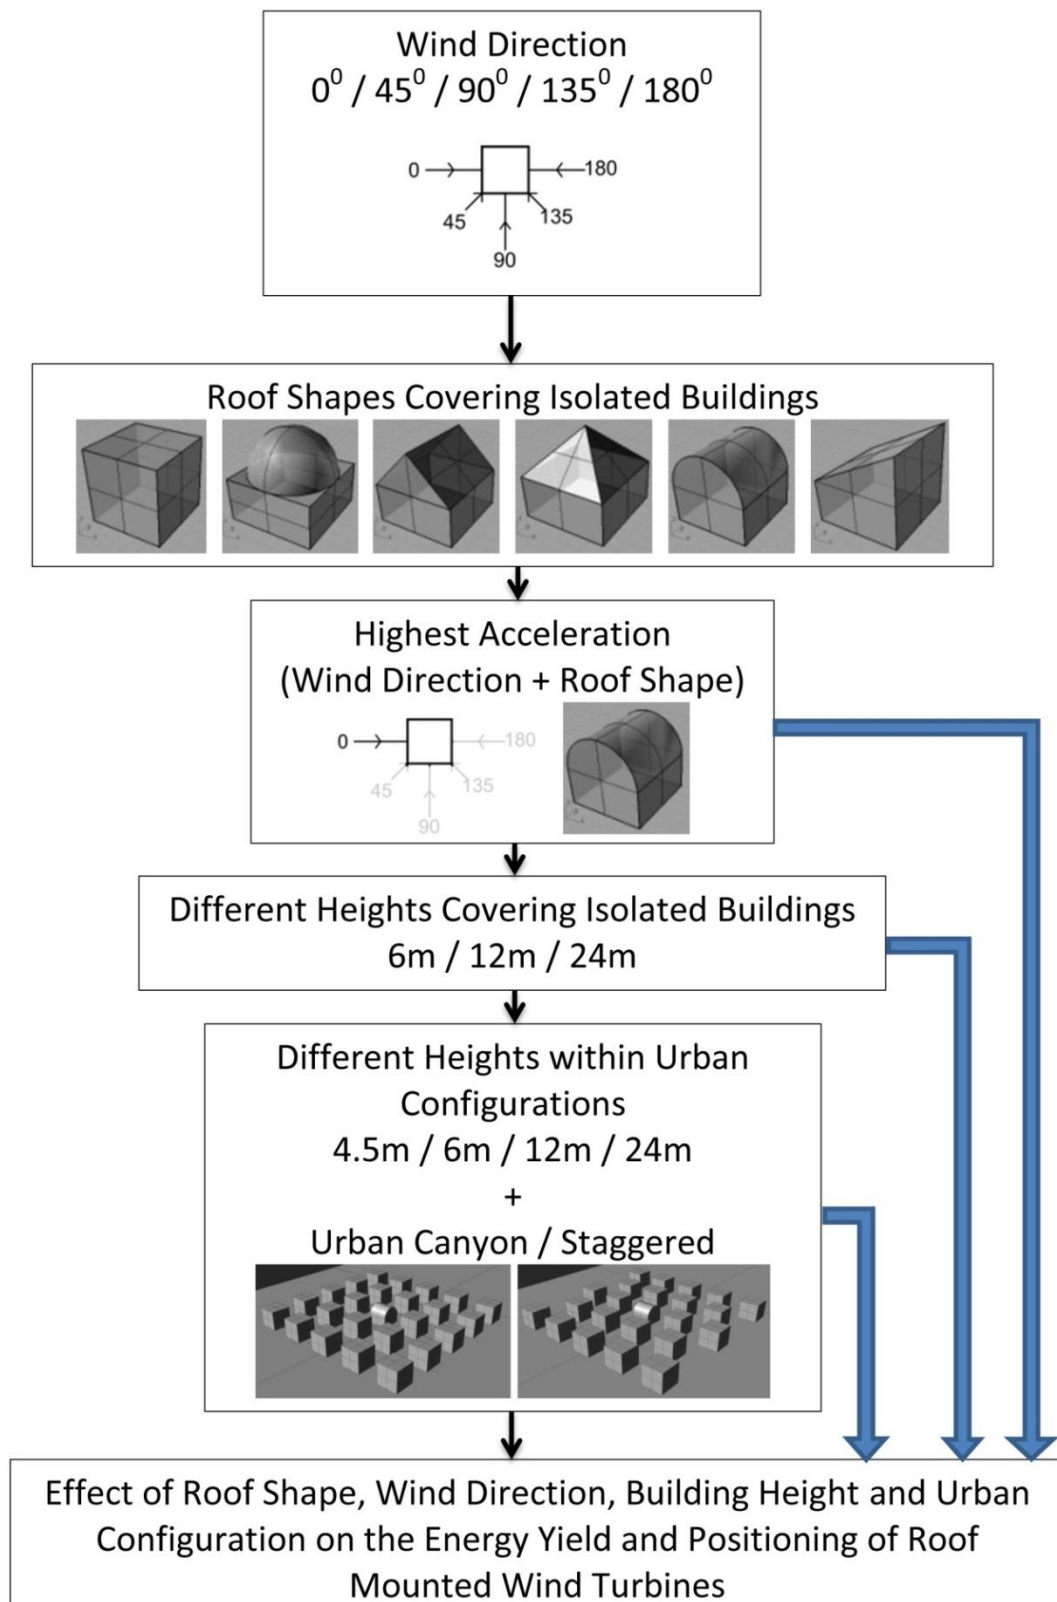 Wind Direction
0⁰ / 45⁰ / 90⁰ / 135⁰ / 180⁰
0
180
45
135
90
Roof Shapes Covering Isolated Buildings
Highest Acceleration
(Wind Direction + Roof Shape)
0
180
45
135
90
Different Heights Covering Isolated Buildings
6m / 12m / 24m
Different Heights within Urban
Configurations
4.5m / 6m / 12m / 24m
+
Urban Canyon / Staggered
Effect of Roof Shape, Wind Direction, Building Height and Urban
Configuration on the Energy Yield and Positioning of Roof
Mounted Wind Turbines